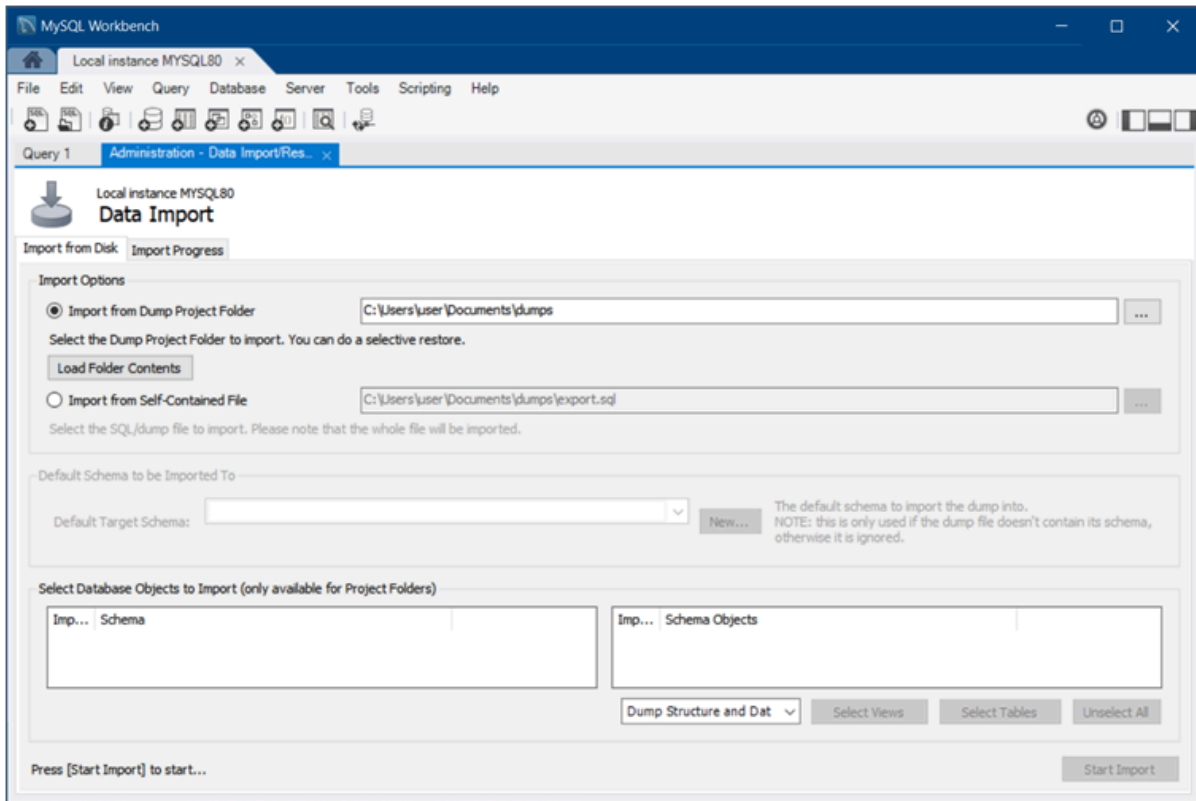 MySQL Workbench
Local instance MYSQL80
File Edit View Query Database Server Tools Scripting Help
Query 1 Administration - Data Import/Res..
Local instance MYSQL80
Data Import
Import from Disk Import Progress
Import Options
Import from Dump Project Folder C:\Users\user\Documents\dumps ...
Select the Dump Project Folder to import. You can do a selective restore.
Load Folder Contents
Import from Self-Contained File C:\Users\user\Documents\dumps\export.sql ...
Select the SQL/dump file to import. Please note that the whole file will be imported.
Default Schema to be Imported To
Default Target Schema: New...
The default schema to import the dump into.
NOTE: this is only used if the dump file doesn't contain its schema,
otherwise it is ignored.
Select Database Objects to Import (only available for Project Folders)
Imp... Schema Imp... Schema Objects
Dump Structure and Dat Select Views Select Tables Unselect All
Press [Start Import] to start... Start Import